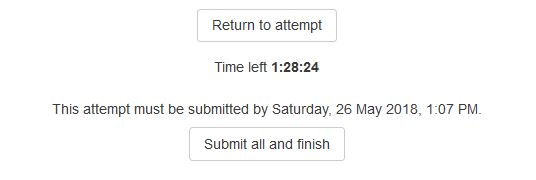 Return to attempt
Time left 1:28:24
This attempt must be submitted by Saturday, 26 May 2018, 1:07 PM.
Submit all and finish